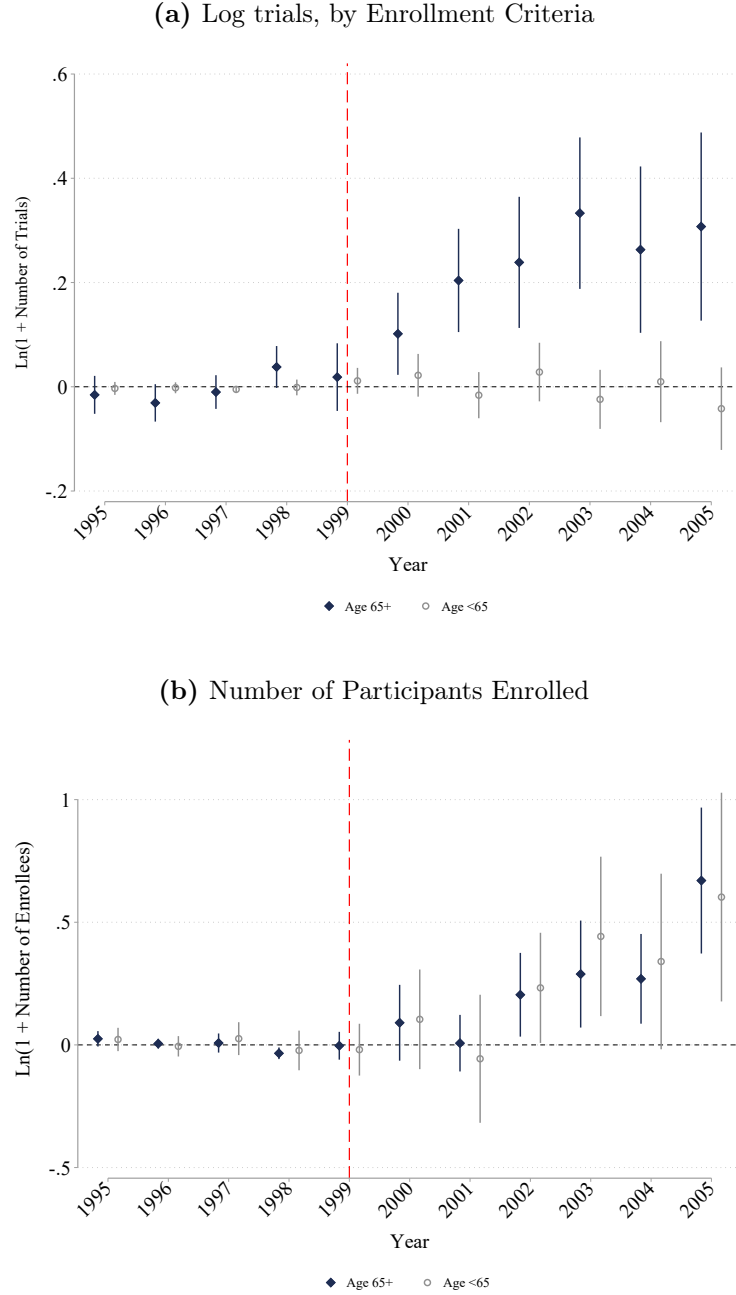 (a) Log trials, by Enrollment Criteria
.6
.4
.2
0
-.2
Ln(1 + Number of Trials)
1995 1996 1997 1998 1999 2000 2001 2002 2003 2004 2005
Year
Age 65+ Age <65
(b) Number of Participants Enrolled
1
.5
0
-.5
Ln(1 + Number of Enrollees)
1995 1996 1997 1998 1999 2000 2001 2002 2003 2004 2005
Year
Age 65+ Age <65